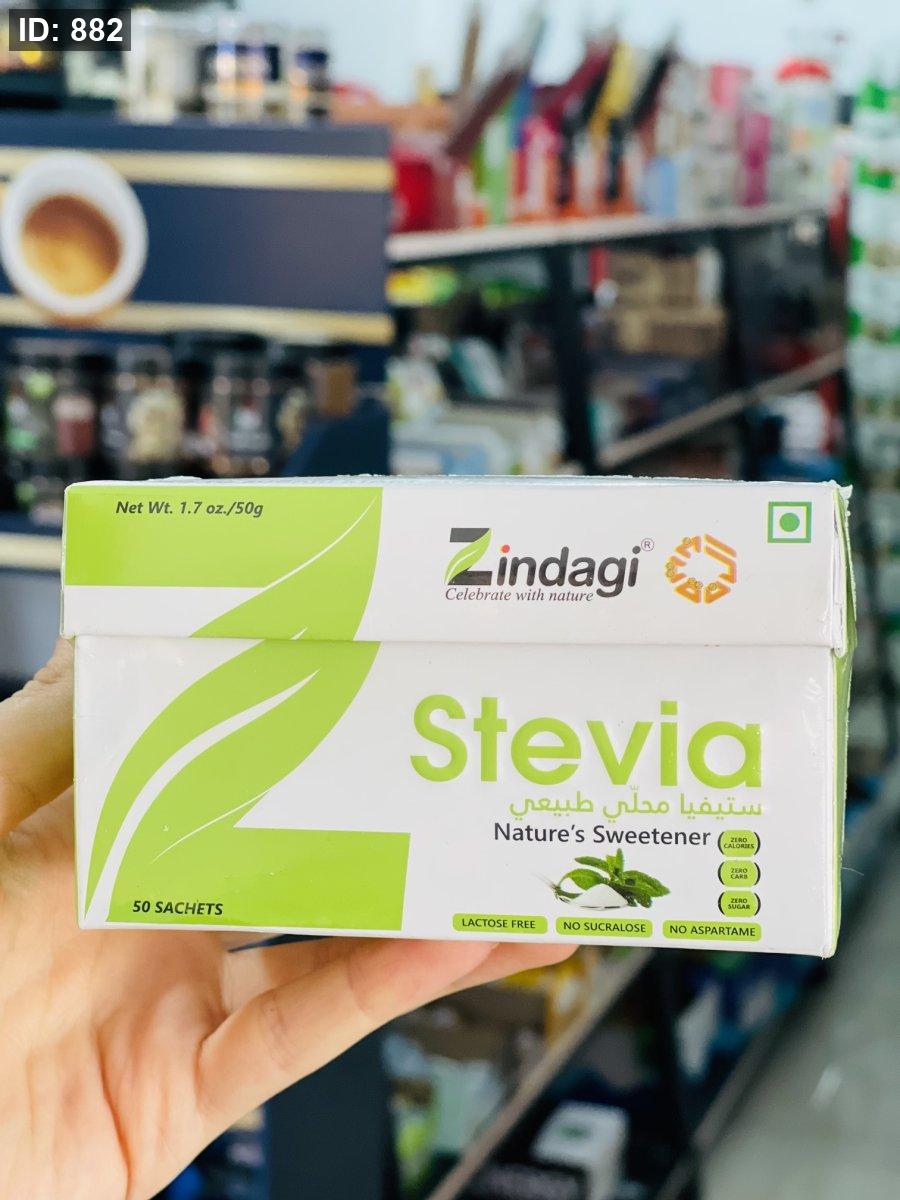 ID: 882
Net Wt. 1.7 oz./50g
Zindagi®
Celebrate with nature
Stevia
ستيفيا محلّي طبيعي
Nature's Sweetener
ZERO
CALORIES
ZERO
CARB
ZERO
SUGAR
50 SACHETS
LACTOSE FREE
NO SUCRALOSE
NO ASPARTAME